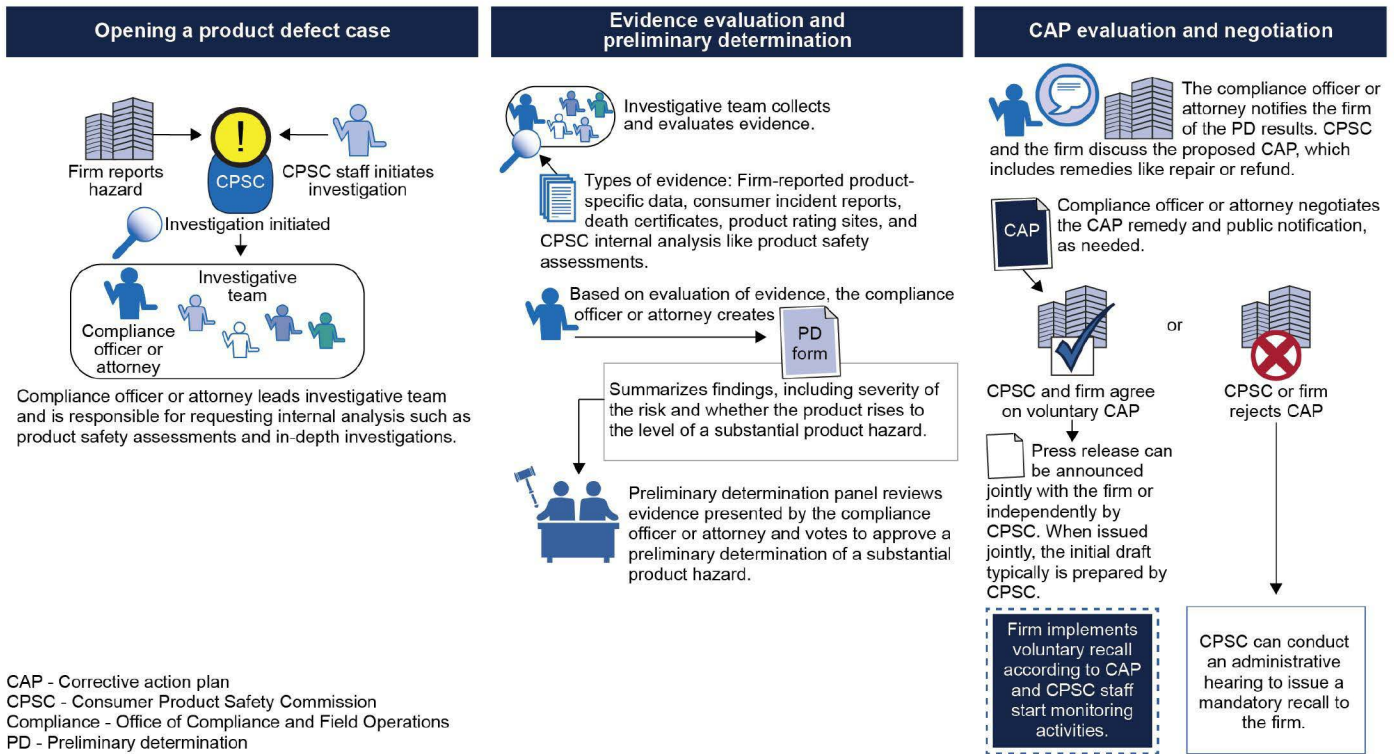 Opening a product defect case
Firm reports
hazard
!
CPSC
CPSC staff initiates
investigation
Investigation initiated
Investigative
team
Compliance
officer or
attorney
Compliance officer or attorney leads investigative team
and is responsible for requesting internal analysis such as
product safety assessments and in-depth investigations.
CAP - Corrective action plan
CPSC - Consumer Product Safety Commission
Compliance - Office of Compliance and Field Operations
PD - Preliminary determination
Evidence evaluation and
preliminary determination
Investigative team collects
and evaluates evidence.
Types of evidence: Firm-reported product-
specific data, consumer incident reports,
death certificates, product rating sites, and
CPSC internal analysis like product safety
assessments.
Based on evaluation of evidence, the compliance
officer or attorney creates
PD
form
Summarizes findings, including severity of
the risk and whether the product rises to
the level of a substantial product hazard.
Preliminary determination panel reviews
evidence presented by the compliance
officer or attorney and votes to approve a
preliminary determination of a substantial
product hazard.
CAP evaluation and negotiation
The compliance officer or
attorney notifies the firm
of the PD results. CPSC
and the firm discuss the proposed CAP, which
includes remedies like repair or refund.
CAP
Compliance officer or attorney negotiates
the CAP remedy and public notification,
as needed.
or
CPSC and firm agree
on voluntary CAP
Press release can
be announced
jointly with the firm or
independently by
CPSC. When issued
jointly, the initial draft
typically is prepared by
CPSC.
Firm implements
voluntary recall
according to CAP
and CPSC staff
start monitoring
activities.
CPSC or firm
rejects CAP
CPSC can conduct
an administrative
hearing to issue a
mandatory recall to
the firm.